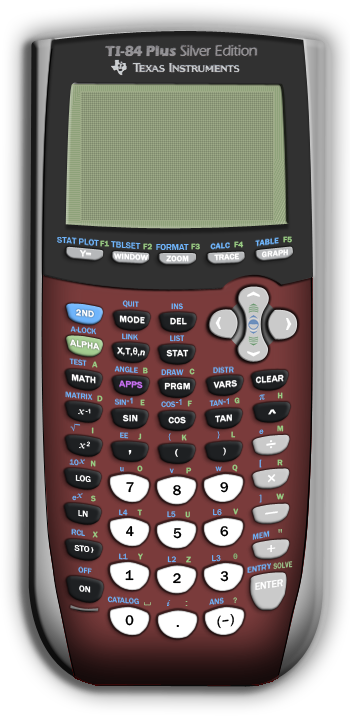 TI-84 Plus Silver Edition
TEXAS INSTRUMENTS
STAT PLOT F1 TBLSET F2 FORMAT F3 CALC F4 TABLE F5
Y= WINDOW ZOOM TRACE GRAPH
QUIT INS
2ND MODE DEL
A-LOCK LINK LIST
ALPHA X,T,θ,n STAT
TEST A ANGLE B DRAW C DISTR
MATH APPS PRGM VARS CLEAR
MATRIX D SIN⁻¹ E COS⁻¹ F TAN⁻¹ G π H
x⁻¹ SIN COS TAN ^
√ I EE J { K } L e M
x² , ( ) ÷
10ˣ N u O v P w Q [ R
LOG 7 8 9 ×
eˣ S L4 T L5 U L6 V ] W
LN 4 5 6 −
RCL X L1 Y L2 Z L3 θ MEM "
STO› 1 2 3 +
OFF CATALOG ⎵ i : ANS ? ENTRY SOLVE
ON 0 . (-) ENTER